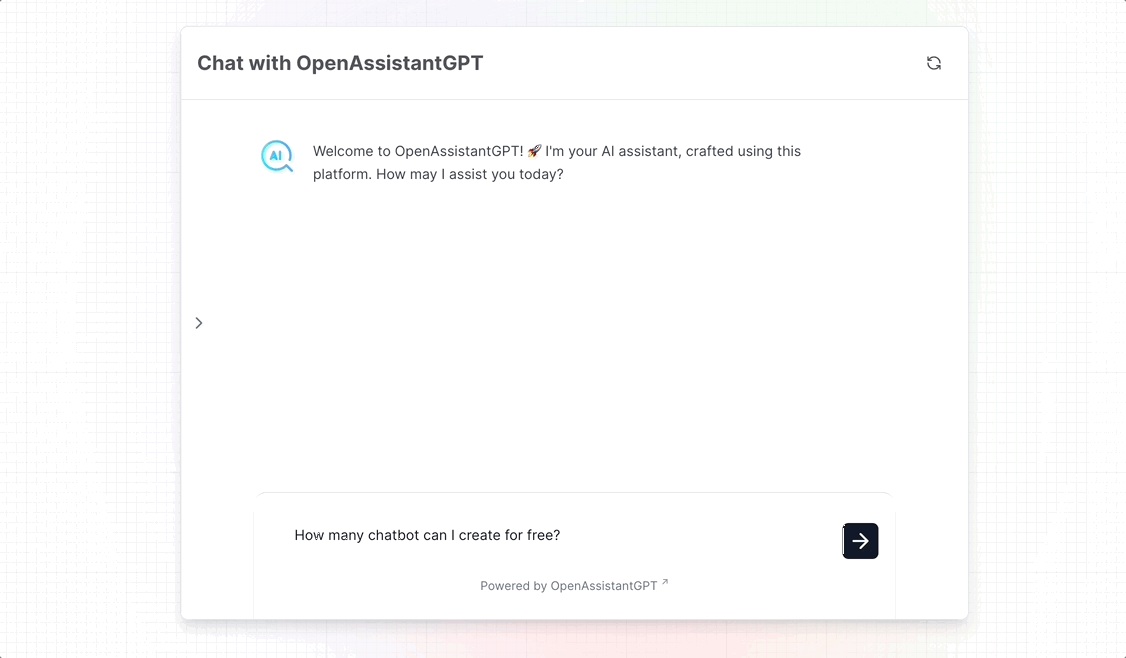 Chat with OpenAssistantGPT
AI
Welcome to OpenAssistantGPT! 🚀 I'm your AI assistant, crafted using this
platform. How may I assist you today?
How many chatbot can I create for free?
Powered by OpenAssistantGPT ↗